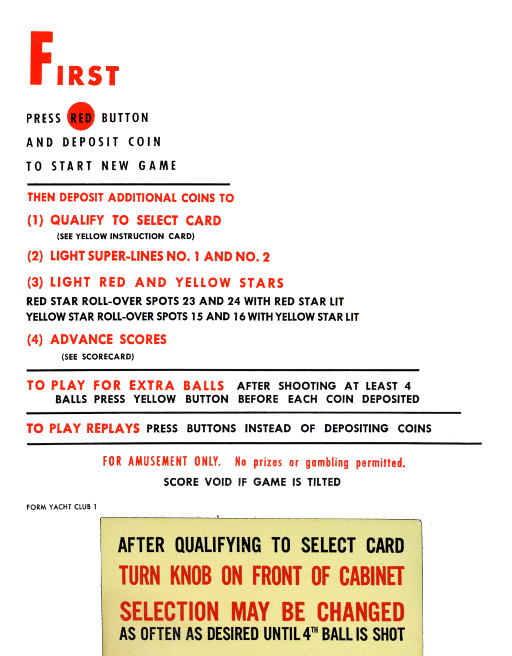 FIRST
PRESS RED BUTTON
AND DEPOSIT COIN
TO START NEW GAME
THEN DEPOSIT ADDITIONAL COINS TO
(1) QUALIFY TO SELECT CARD
(SEE YELLOW INSTRUCTION CARD)
(2) LIGHT SUPER-LINES NO. 1 AND NO. 2
(3) LIGHT RED AND YELLOW STARS
RED STAR ROLL-OVER SPOTS 23 AND 24 WITH RED STAR LIT
YELLOW STAR ROLL-OVER SPOTS 15 AND 16 WITH YELLOW STAR LIT
(4) ADVANCE SCORES
(SEE SCORECARD)
TO PLAY FOR EXTRA BALLS AFTER SHOOTING AT LEAST 4
BALLS PRESS YELLOW BUTTON BEFORE EACH COIN DEPOSITED
TO PLAY REPLAYS PRESS BUTTONS INSTEAD OF DEPOSITING COINS
FOR AMUSEMENT ONLY. No prizes or gambling permitted.
SCORE VOID IF GAME IS TILTED
FORM YACHT CLUB 1
AFTER QUALIFYING TO SELECT CARD
TURN KNOB ON FRONT OF CABINET
SELECTION MAY BE CHANGED
AS OFTEN AS DESIRED UNTIL 4TH BALL IS SHOT